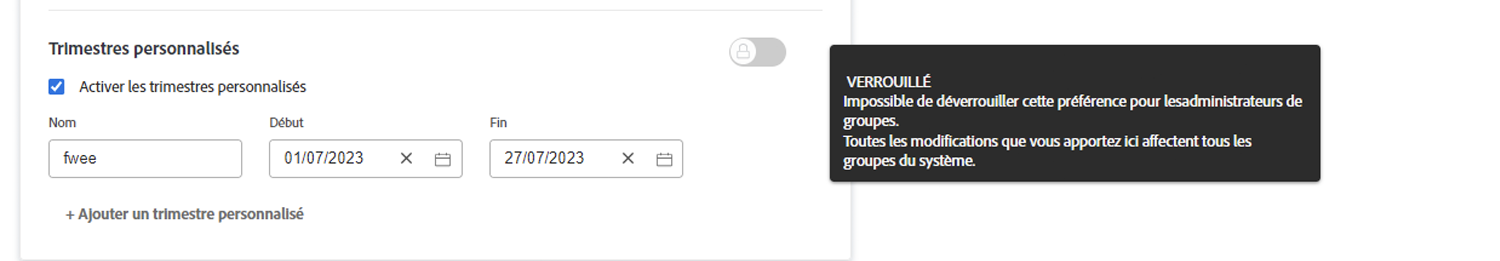 Trimestres personnalisés
Activer les trimestres personnalisés
Nom Début Fin
fwee 01/07/2023 27/07/2023
+ Ajouter un trimestre personnalisé
VERROUILLÉ
Impossible de déverrouiller cette préférence pour lesadministrateurs de
groupes.
Toutes les modifications que vous apportez ici affectent tous les
groupes du système.